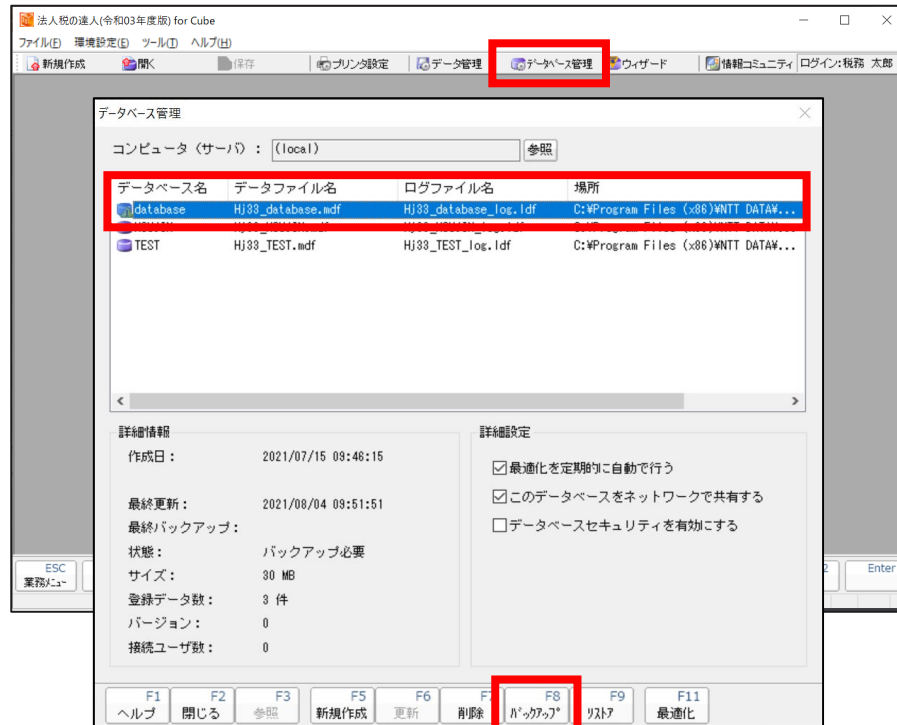 法人税の達人(令和03年度版) for Cube
ファイル(F) 環境設定(E) ツール(T) ヘルプ(H)
新規作成 開く 保存 プリンタ設定 データ管理 データベース管理 ウィザード 情報コミュニティ ログイン:税務 太郎
データベース管理
コンピュータ (サーバ) : (local) 参照
データベース名 データファイル名 ログファイル名 場所
database Hj33_database.mdf Hj33_database_log.ldf C:¥Program Files (x86)¥NTT DATA¥...
TEST Hj33_TEST.mdf Hj33_TEST_log.ldf C:¥Program Files (x86)¥NTT DATA¥...
詳細情報
作成日: 2021/07/15 09:46:15
最終更新: 2021/08/04 09:51:51
最終バックアップ:
状態: バックアップ必要
サイズ: 30 MB
登録データ数: 3 件
バージョン: 0
接続ユーザ数: 0
詳細設定
最適化を定期的に自動で行う
このデータベースをネットワークで共有する
データベースセキュリティを有効にする
ESC
業務メニュー
2 Enter
F1 F2 F3 F5 F6 F7 F8 F9 F11
ヘルプ 閉じる 参照 新規作成 更新 削除 バックアップ リストア 最適化